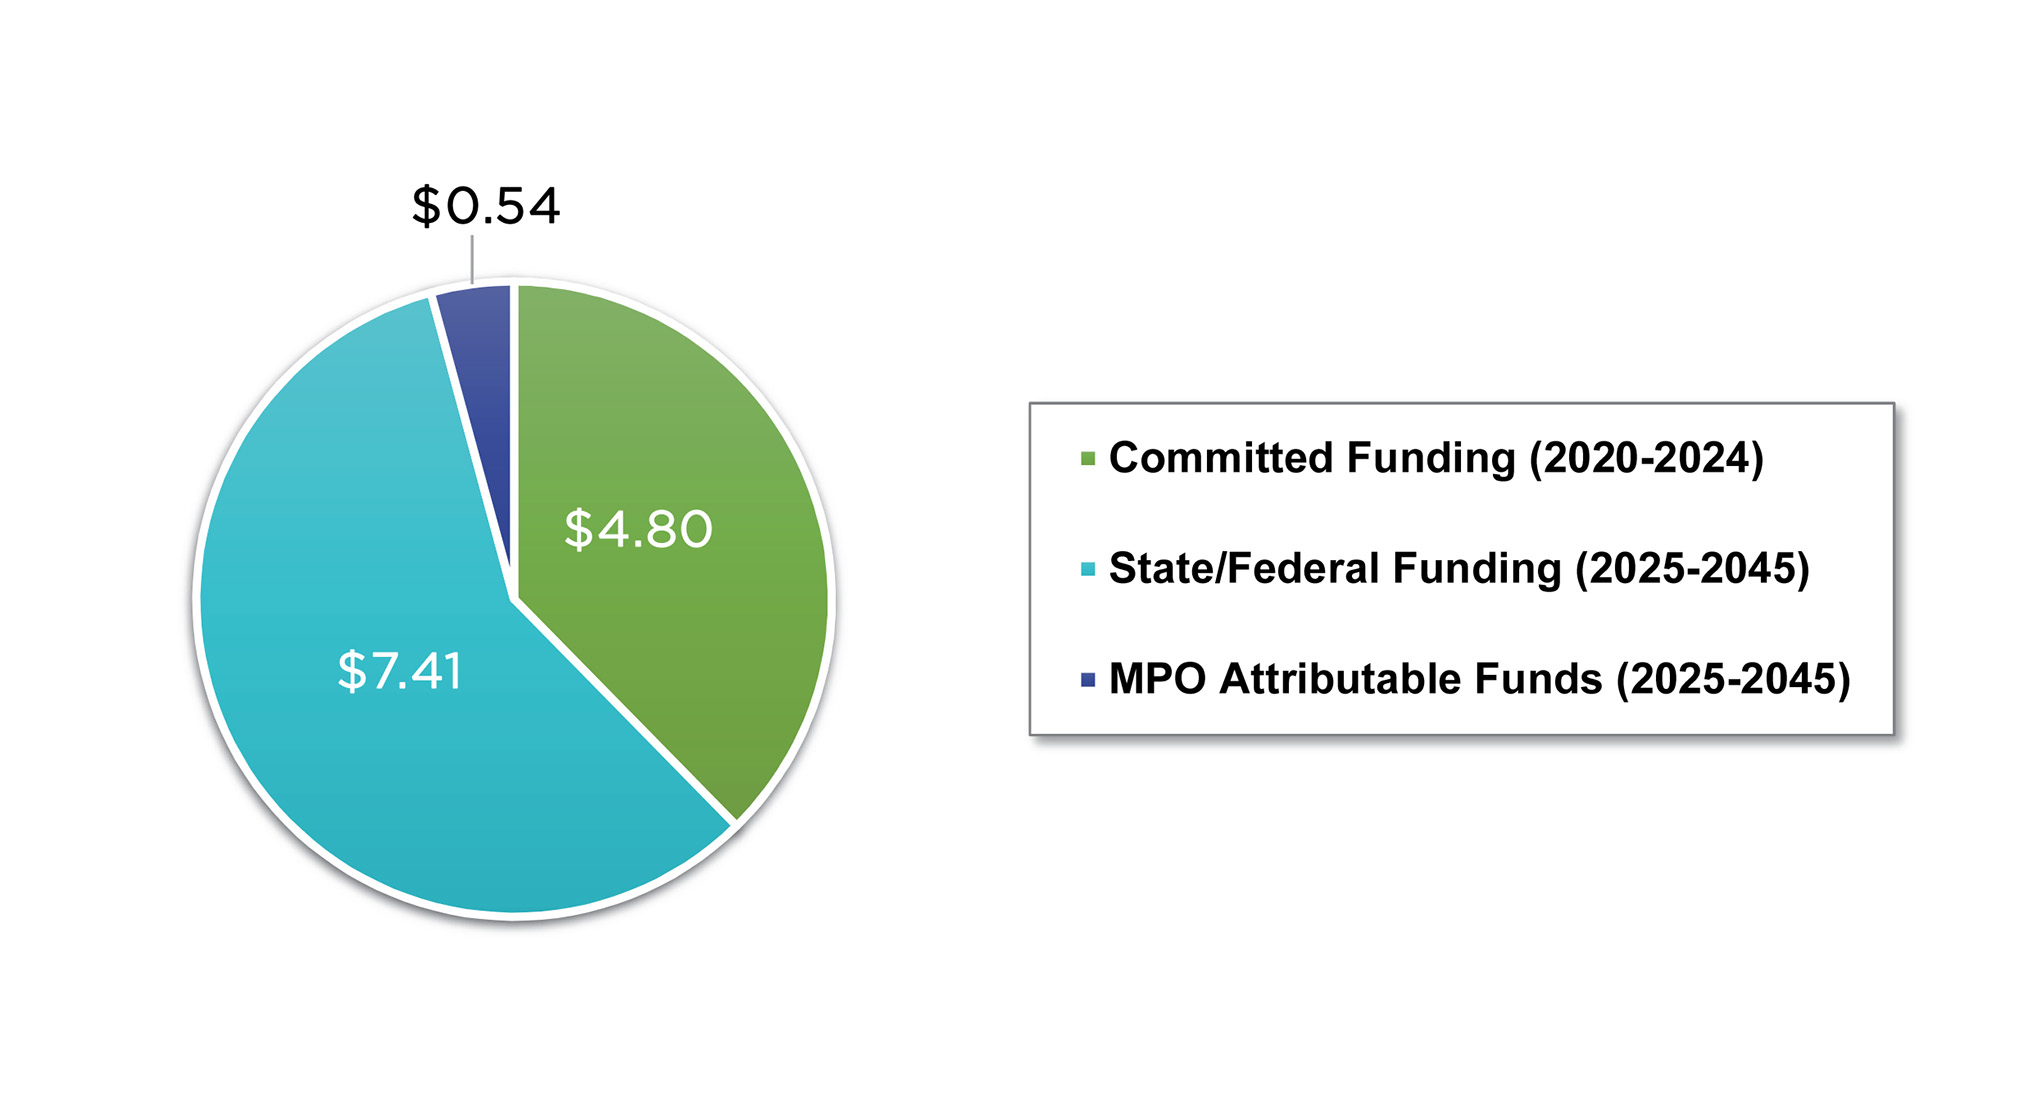 $0.54
$4.80
$7.41
Committed Funding (2020-2024)
State/Federal Funding (2025-2045)
MPO Attributable Funds (2025-2045)